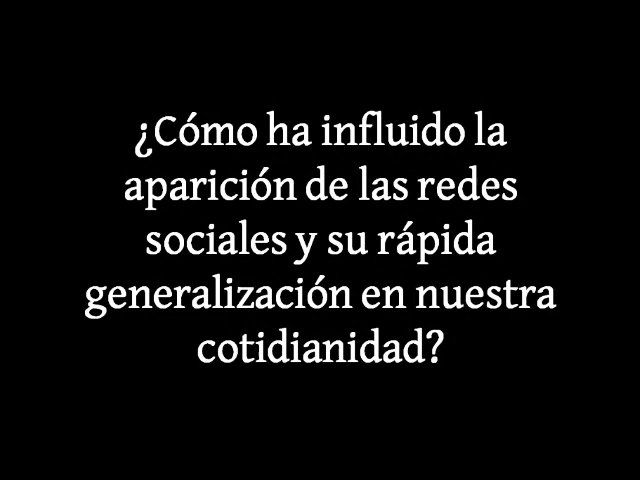 ¿Cómo ha influido la
aparición de las redes
sociales y su rápida
generalización en nuestra
cotidianidad?